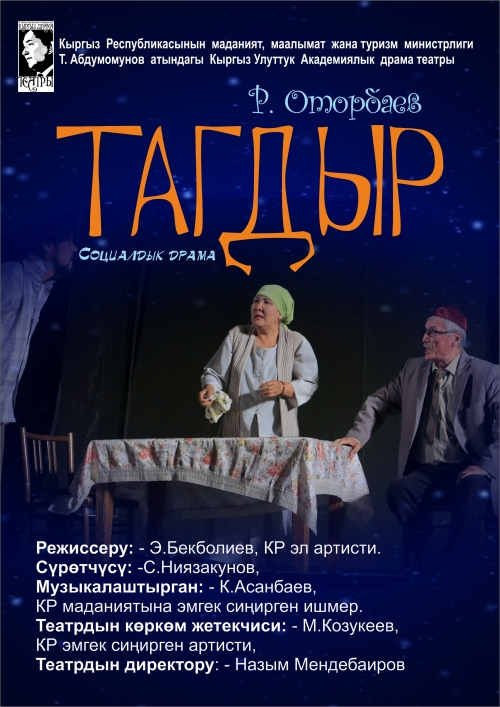 ТЕАТРЫ
Кыргыз Республикасынын маданият, маалымат жана туризм министрлиги
Т. Абдумомунов атындагы Кыргыз Улуттук Академиялык драма театры
Р. Оторбаев
ТАГДЫР
Социалдык драма
Режиссеру: - Э.Бекболиев, КР эл артисти.
Сүрөтчүсү: -С.Ниязакунов,
Музыкалаштырган: - К.Асанбаев,
КР маданиятына эмгек сиңирген ишмер.
Театрдын көркөм жетекчиси: - М.Козукеев,
КР эмгек сиңирген артисти,
Театрдын директору: - Назым Мендебаиров